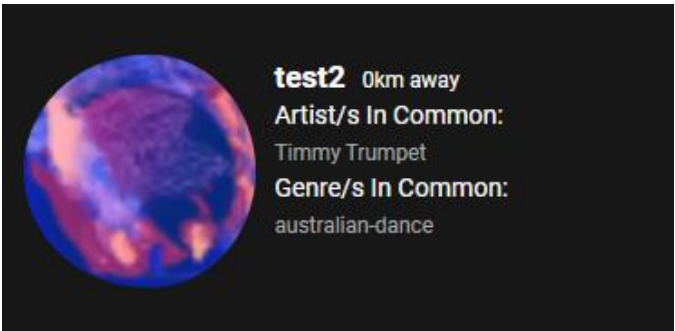 test2 0km away
Artist/s In Common:
Timmy Trumpet
Genre/s In Common:
australian-dance